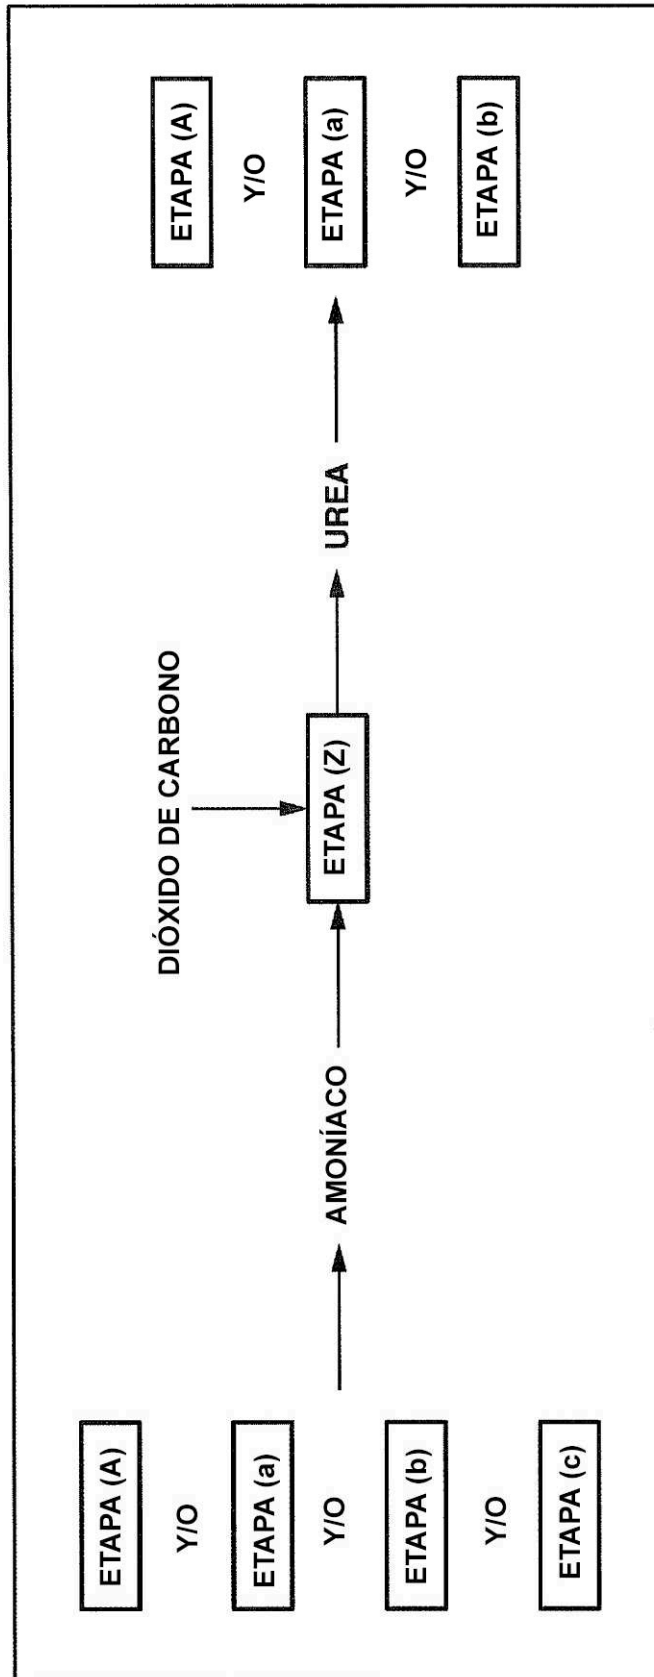 ETAPA (A)
Y/O
ETAPA (a)
Y/O
ETAPA (b)
Y/O
ETAPA (c)
AMONÍACO
DIÓXIDO DE CARBONO
ETAPA (Z)
UREA
ETAPA (A)
Y/O
ETAPA (a)
Y/O
ETAPA (b)